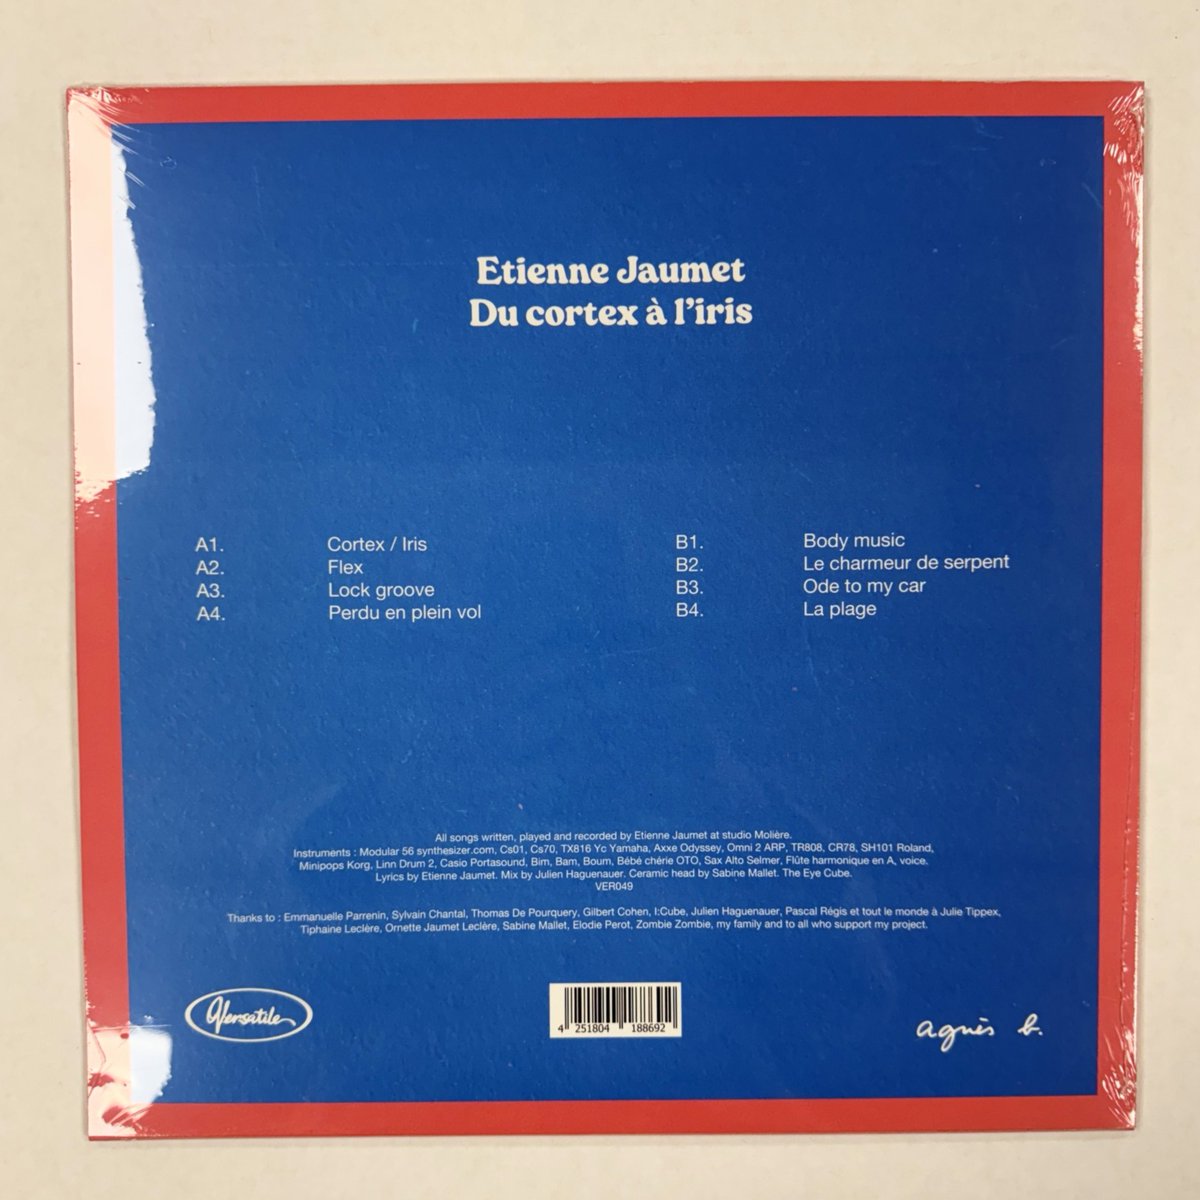 Etienne Jaumet
Du cortex à l'iris
A1. Cortex / Iris
A2. Flex
A3. Lock groove
A4. Perdu en plein vol
B1. Body music
B2. Le charmeur de serpent
B3. Ode to my car
B4. La plage
All songs written, played and recorded by Etienne Jaumet at studio Molière.
Instruments : Modular 56 synthesizer.com, Cs01, Cs70, TX816 Yc Yamaha, Axxe Odyssey, Omni 2 ARP, TR808, CR78, SH101 Roland,
Minipops Korg, Linn Drum 2, Casio Portasound, Bim, Bam, Boum, Bébé chérie OTO, Sax Alto Selmer, Flûte harmonique en A, voice.
Lyrics by Etienne Jaumet. Mix by Julien Haguenauer. Ceramic head by Sabine Mallet. The Eye Cube.
VER049
Thanks to : Emmanuelle Parrenin, Sylvain Chantal, Thomas De Pourquery, Gilbert Cohen, I:Cube, Julien Haguenauer, Pascal Régis et tout le monde à Julie Tippex,
Tiphaine Leclère, Ornette Jaumet Leclère, Sabine Mallet, Elodie Perot, Zombie Zombie, my family and to all who support my project.
Versatile
4 251804 188692
agnès b.